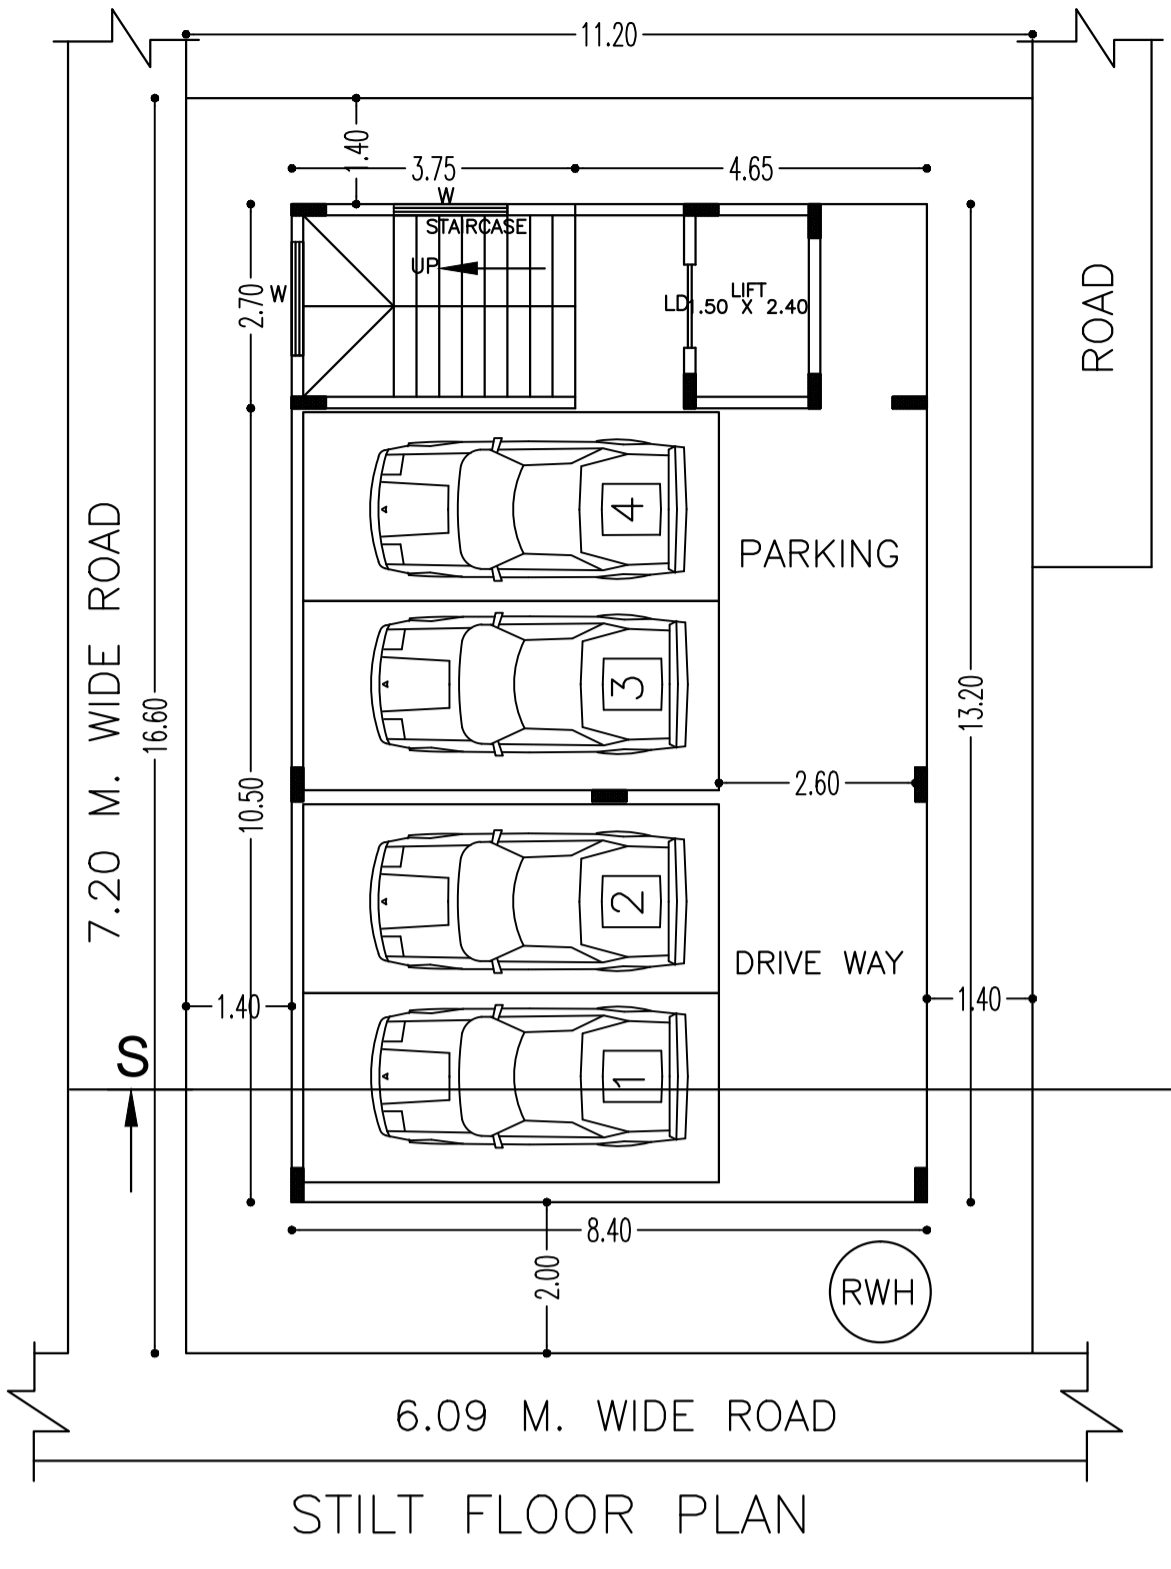 11.20
1.40
3.75
4.65
W
STAIRCASE
UP
2.70
W
LIFT
LD
1.50 X 2.40
ROAD
4
PARKING
7.20 M. WIDE ROAD
16.60
3
13.20
2.60
10.50
2
DRIVE WAY
1.40
1.40
S
1
8.40
2.00
RWH
6.09 M. WIDE ROAD
STILT FLOOR PLAN